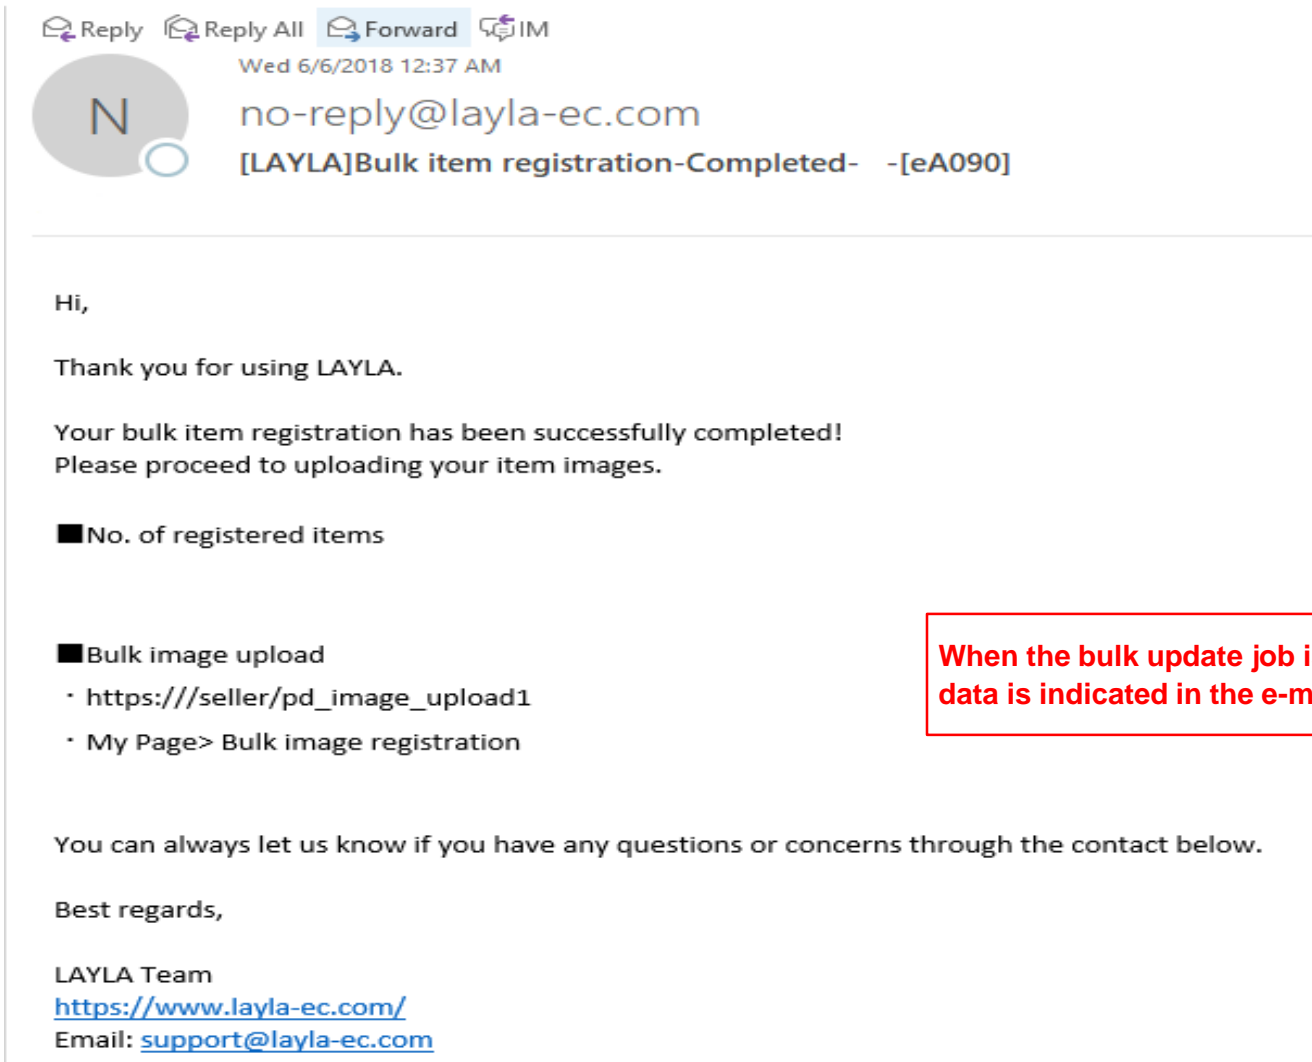 Reply Reply All Forward IM
Wed 6/6/2018 12:37 AM
N
no-reply@layla-ec.com
[LAYLA]Bulk item registration-Completed- -[eA090]
Hi,
Thank you for using LAYLA.
Your bulk item registration has been successfully completed!
Please proceed to uploading your item images.
■No. of registered items
■Bulk image upload
・https:///seller/pd_image_upload1
・My Page> Bulk image registration
When the bulk update job i
data is indicated in the e-m
You can always let us know if you have any questions or concerns through the contact below.
Best regards,
LAYLA Team
https://www.layla-ec.com/
Email: support@layla-ec.com